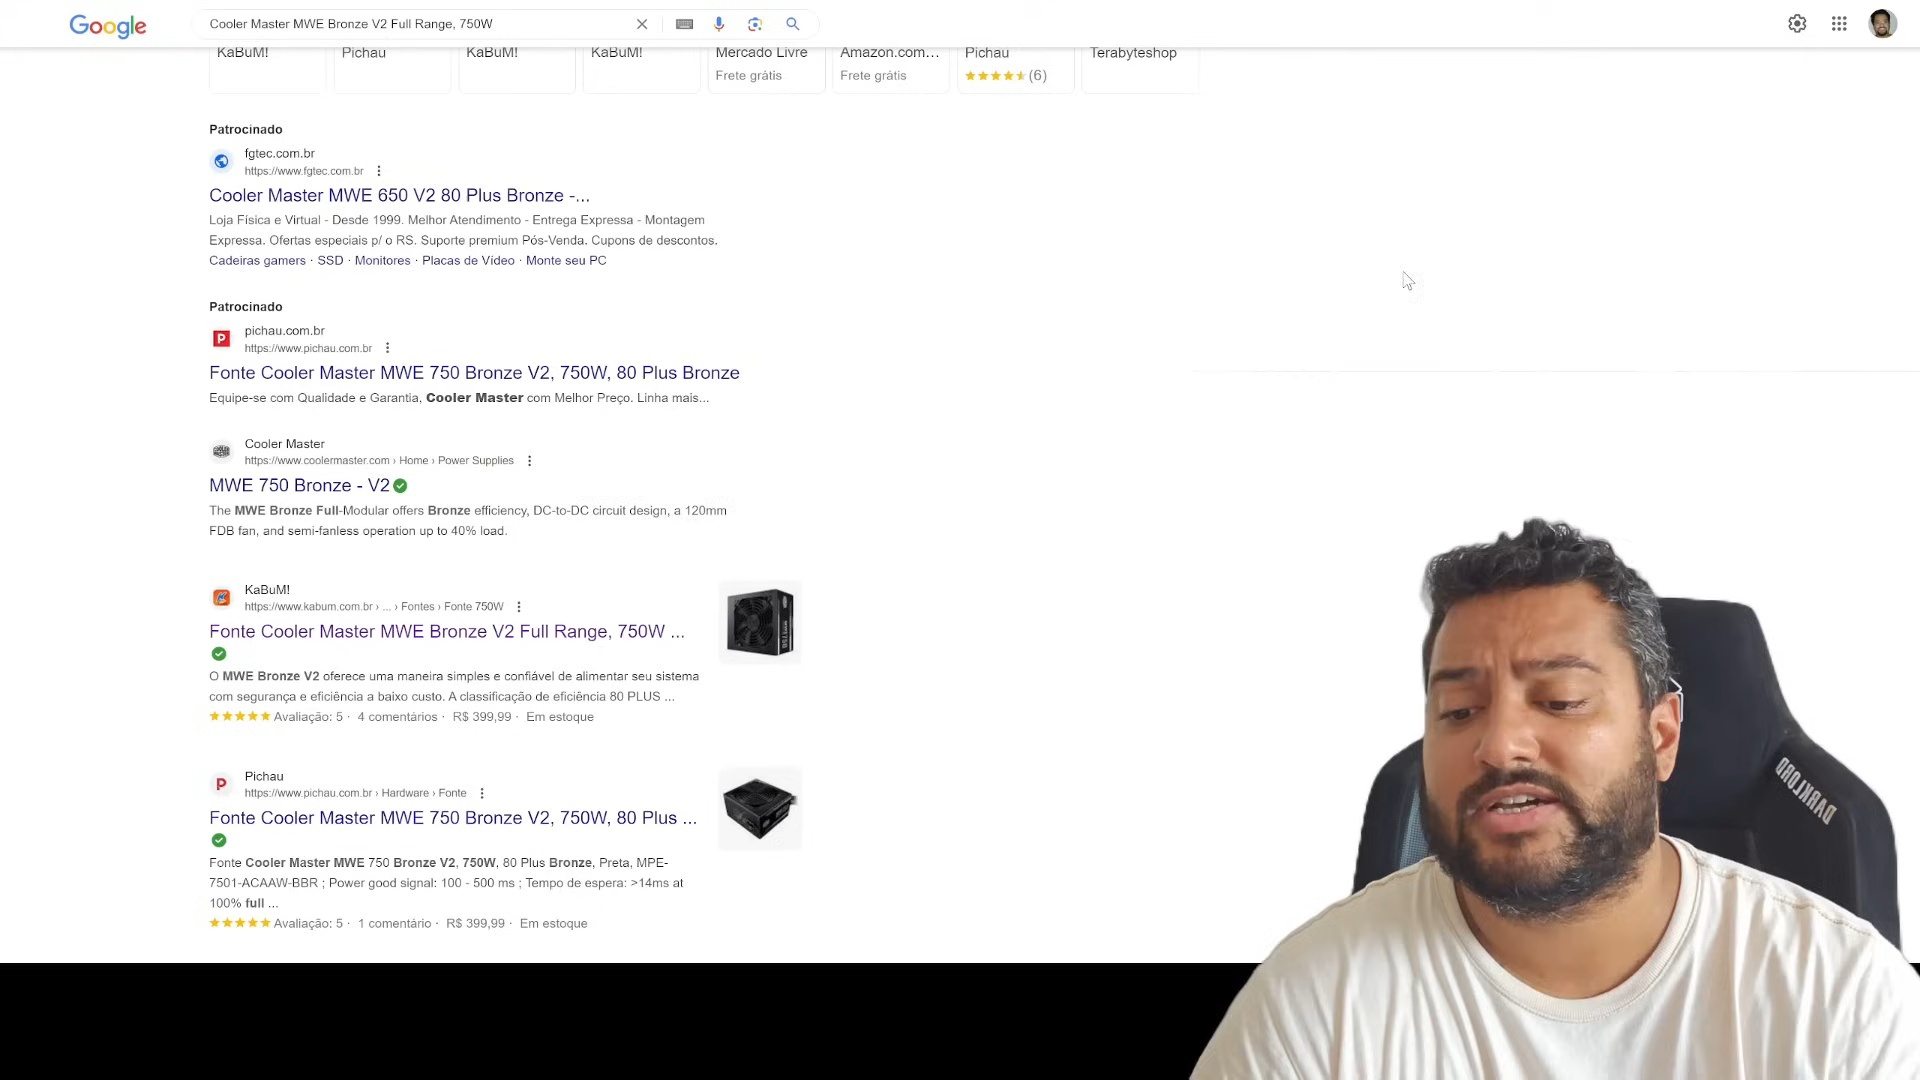 Google
Cooler Master MWE Bronze V2 Full Range, 750W
KaBuM!
Pichau
KaBuM!
KaBuM!
Mercado Livre
Frete grátis
Amazon.com...
Frete grátis
Pichau
(6)
Terabyteshop
Patrocinado
fgtec.com.br
https://www.fgtec.com.br
Cooler Master MWE 650 V2 80 Plus Bronze -...
Loja Física e Virtual - Desde 1999. Melhor Atendimento - Entrega Expressa - Montagem
Expressa. Ofertas especiais p/ o RS. Suporte premium Pós-Venda. Cupons de descontos.
Cadeiras gamers · SSD · Monitores · Placas de Vídeo · Monte seu PC
Patrocinado
pichau.com.br
https://www.pichau.com.br
Fonte Cooler Master MWE 750 Bronze V2, 750W, 80 Plus Bronze
Equipe-se com Qualidade e Garantia, Cooler Master com Melhor Preço. Linha mais...
Cooler Master
https://www.coolermaster.com › Home › Power Supplies
MWE 750 Bronze - V2
The MWE Bronze Full-Modular offers Bronze efficiency, DC-to-DC circuit design, a 120mm
FDB fan, and semi-fanless operation up to 40% load.
KaBuM!
https://www.kabum.com.br › ... › Fontes › Fonte 750W
Fonte Cooler Master MWE Bronze V2 Full Range, 750W ...
O MWE Bronze V2 oferece uma maneira simples e confiável de alimentar seu sistema
com segurança e eficiência a baixo custo. A classificação de eficiência 80 PLUS ...
Avaliação: 5 · 4 comentários · R$ 399,99 · Em estoque
Pichau
https://www.pichau.com.br › Hardware › Fonte
Fonte Cooler Master MWE 750 Bronze V2, 750W, 80 Plus ...
Fonte Cooler Master MWE 750 Bronze V2, 750W, 80 Plus Bronze, Preta, MPE-
7501-ACAAW-BBR ; Power good signal: 100 - 500 ms ; Tempo de espera: >14ms at
100% full ...
Avaliação: 5 · 1 comentário · R$ 399,99 · Em estoque
DARKLORD